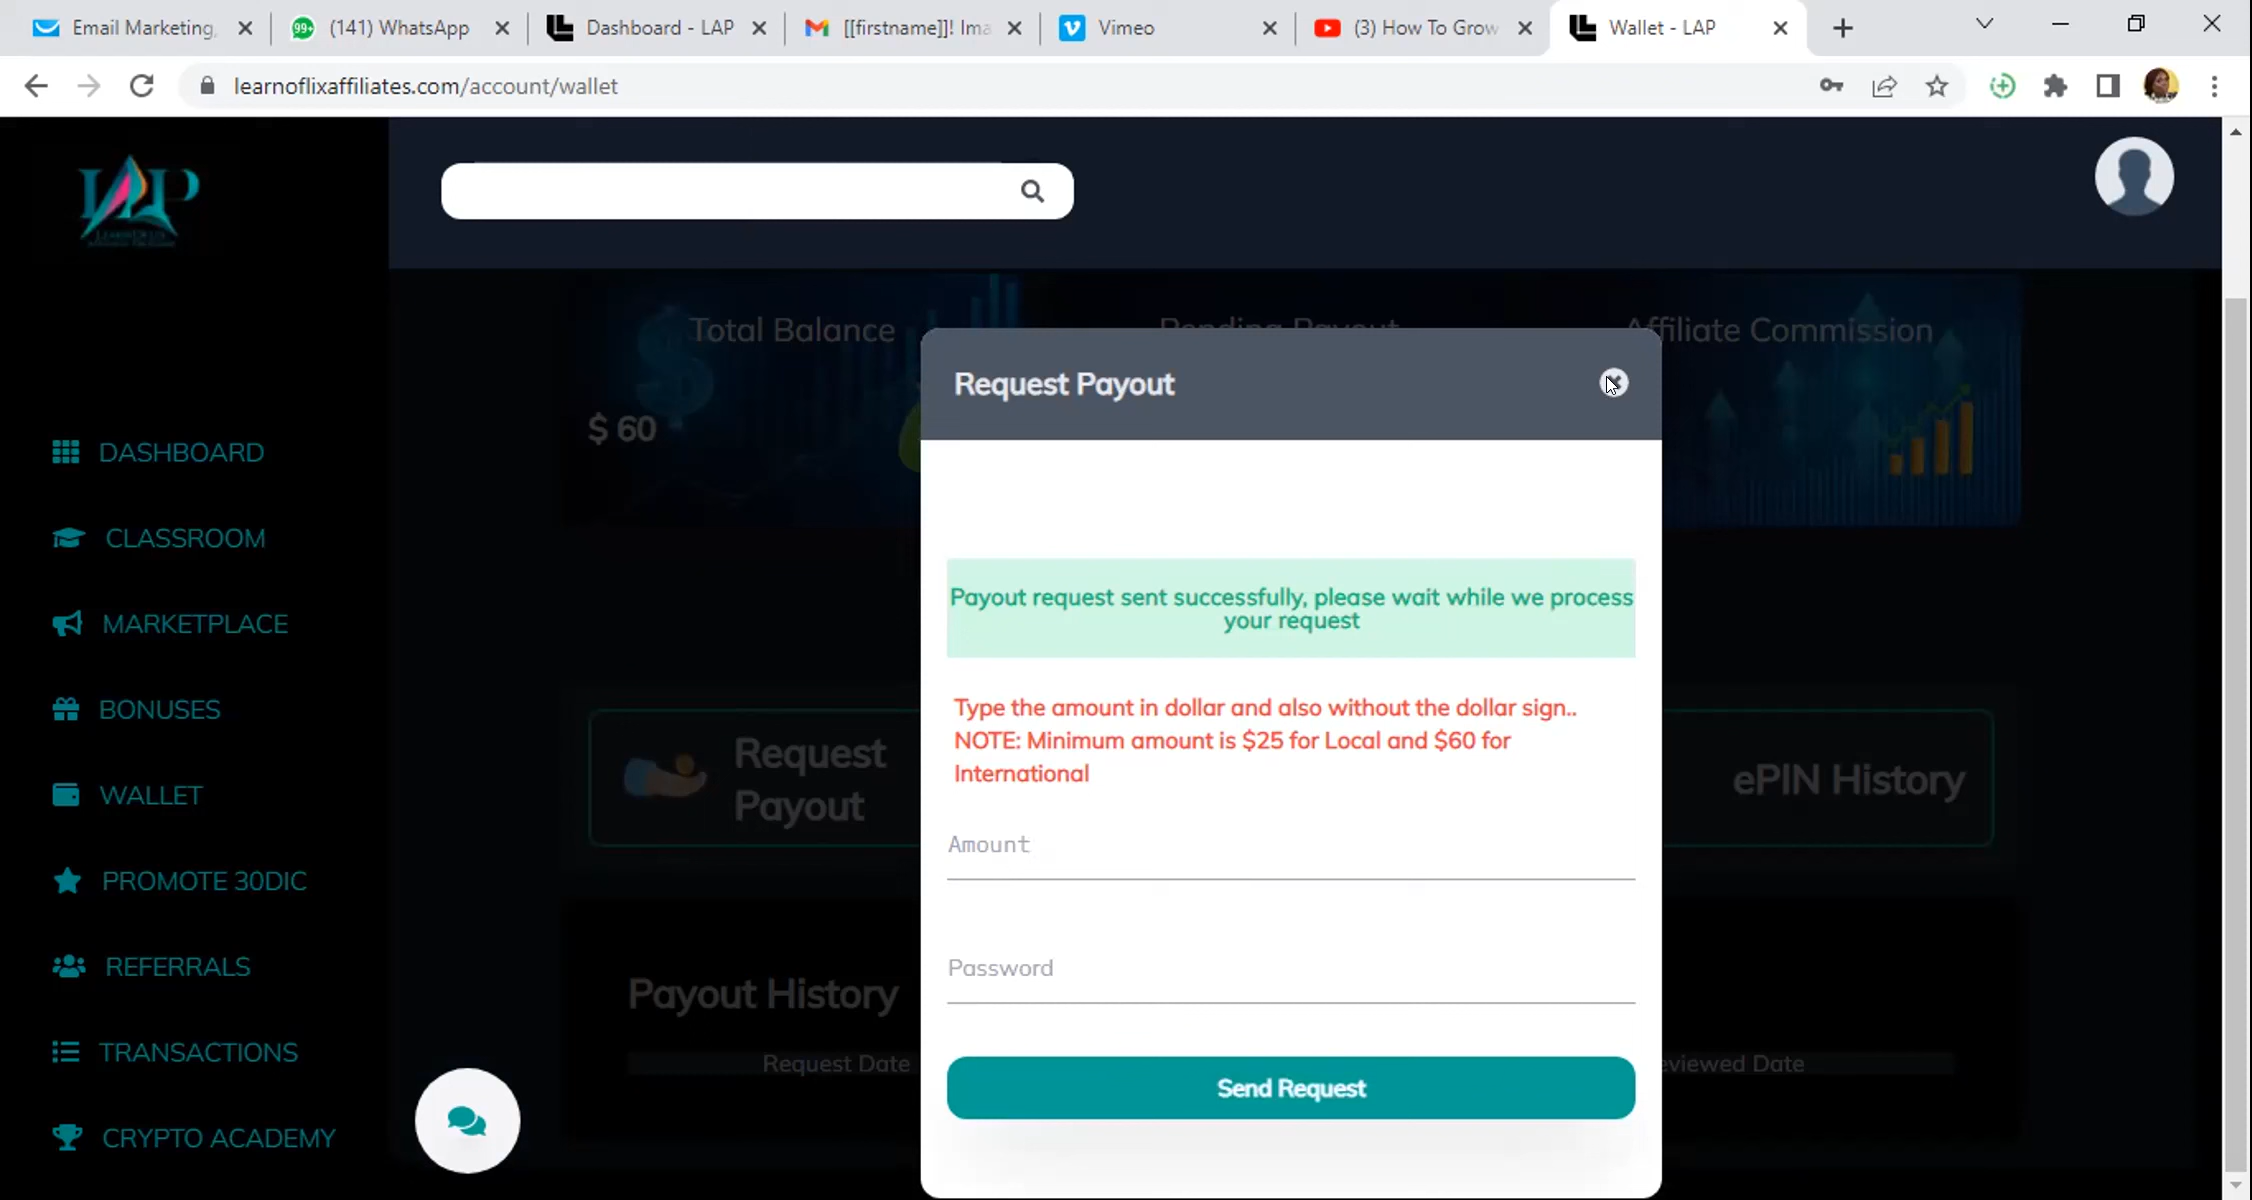 Email Marketing,
99+
(141) WhatsApp
Dashboard - LAP
[[firstname]]! Ima
Vimeo
(3) How To Grow
Wallet - LAP
learnoflixaffiliates.com/account/wallet
LAP
Total Balance
Pending Payout
Affiliate Commission
Request Payout
$ 60
DASHBOARD
CLASSROOM
Payout request sent successfully, please wait while we process
your request
MARKETPLACE
BONUSES
Type the amount in dollar and also without the dollar sign..
NOTE: Minimum amount is $25 for Local and $60 for
International
Request
Payout
ePIN History
WALLET
Amount
PROMOTE 30DIC
REFERRALS
Password
Payout History
TRANSACTIONS
Request Date
eviewed Date
Send Request
CRYPTO ACADEMY